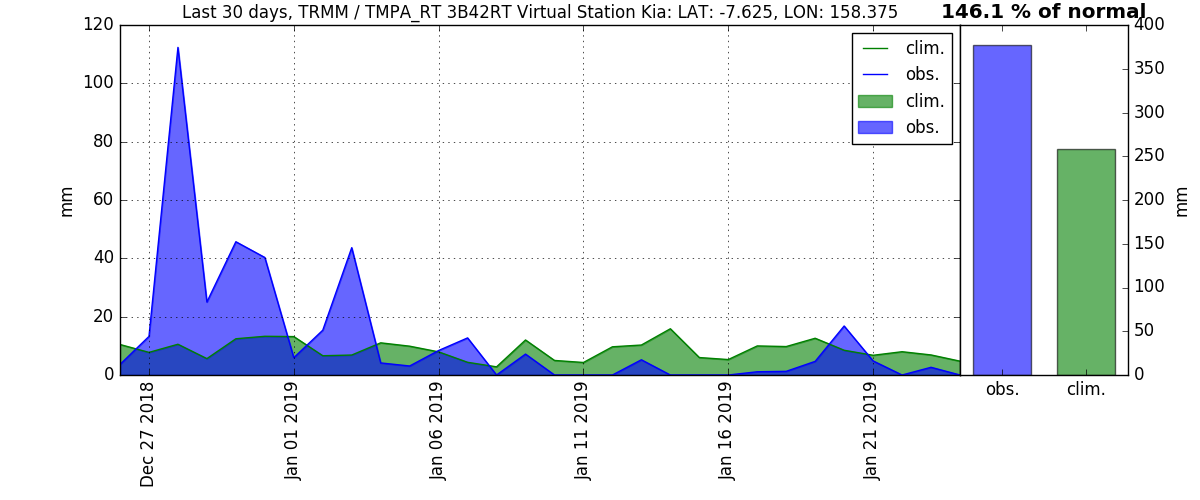 Last 30 days, TRMM / TMPA_RT 3B42RT Virtual Station Kia: LAT: -7.625, LON: 158.375
146.1 % of normal
120
100
80
60
40
20
0
mm
clim.
obs.
clim.
obs.
400
350
300
250
200
150
100
50
0
mm
obs.
clim.
Dec 27 2018
Jan 01 2019
Jan 06 2019
Jan 11 2019
Jan 16 2019
Jan 21 2019